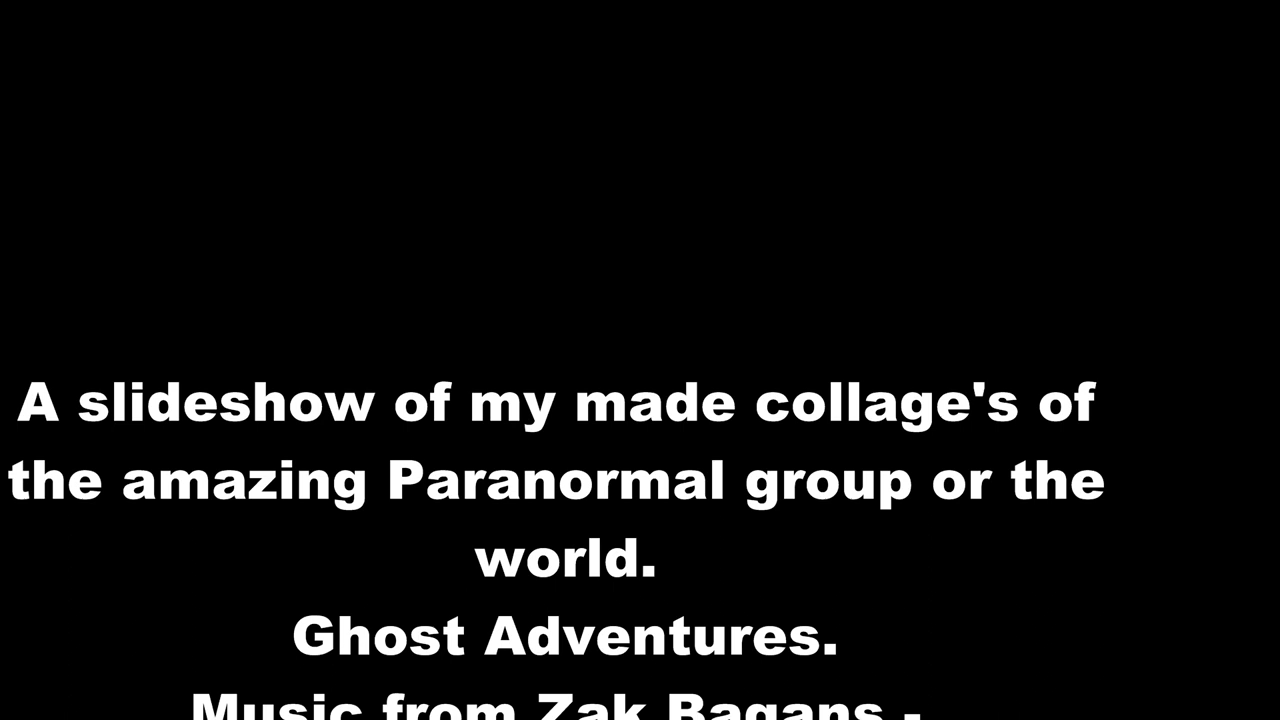 A slideshow of my made collage's of
the amazing Paranormal group or the
world.
Ghost Adventures.
Music from Zak Bagans -